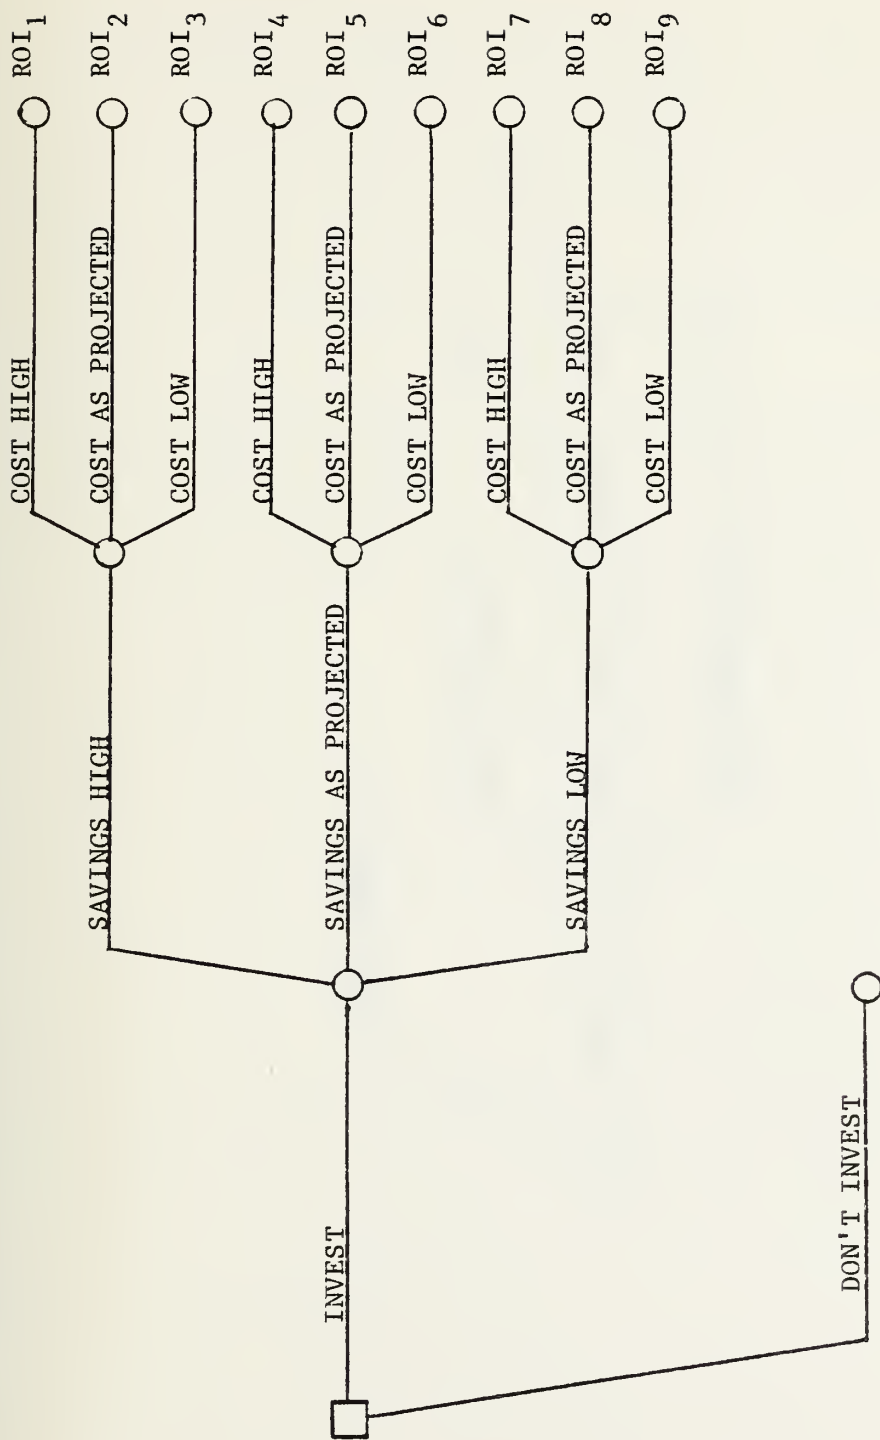 INVEST
DON'T INVEST
SAVINGS HIGH
SAVINGS AS PROJECTED
SAVINGS LOW
COST HIGH
COST AS PROJECTED
COST LOW
COST HIGH
COST AS PROJECTED
COST LOW
COST HIGH
COST AS PROJECTED
COST LOW
ROI₁
ROI₂
ROI₃
ROI₄
ROI₅
ROI₆
ROI₇
ROI₈
ROI₉